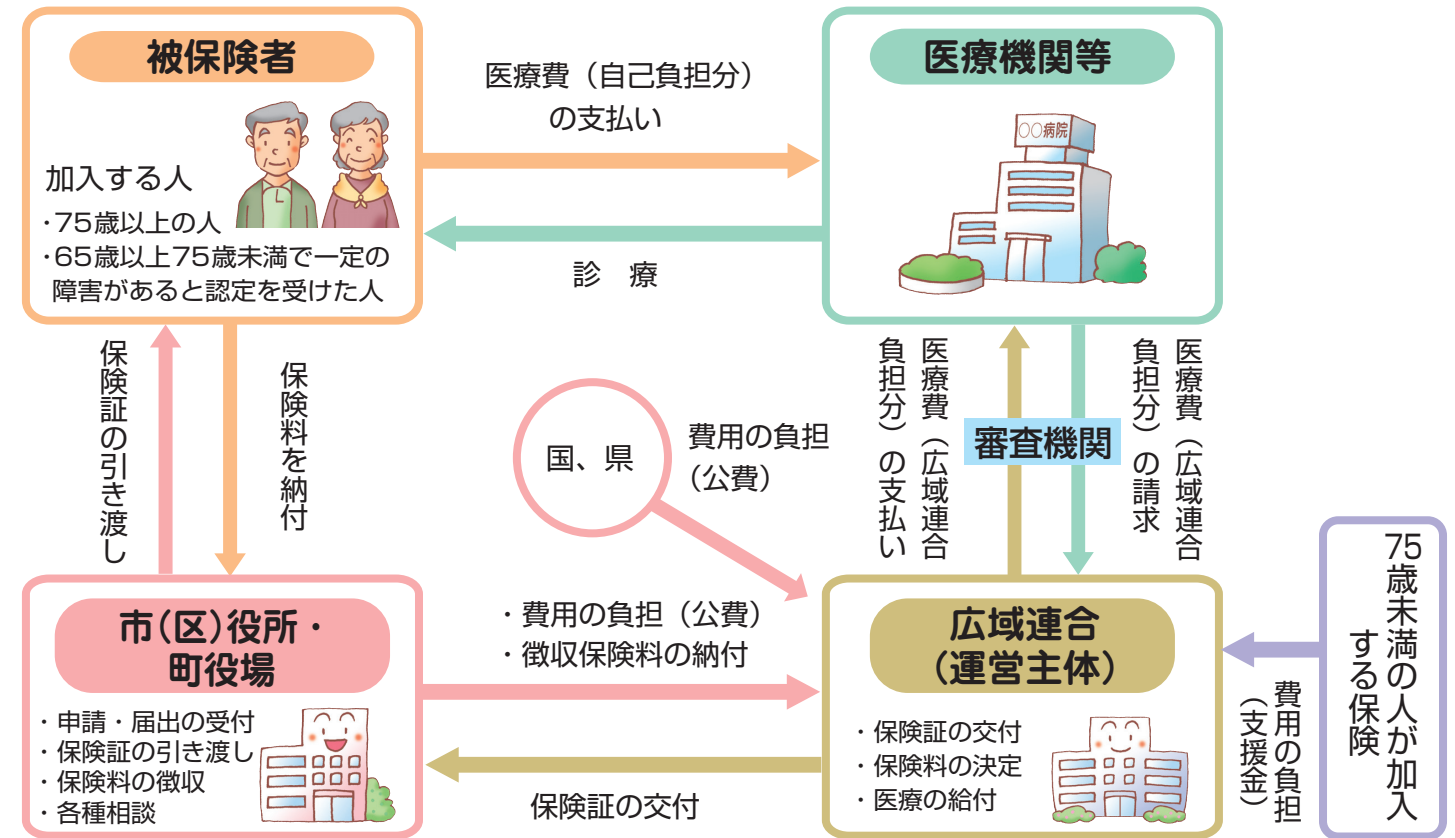 被保険者
加入する人
・75歳以上の人
・65歳以上75歳未満で一定の
障害があると認定を受けた人
医療費（自己負担分）
の支払い
診　療
医療機関等
〇〇病院
保険証の引き渡し
保険料を納付
国、県
費用の負担
（公費）
医療費（広域連合
負担分）の支払い
審査機関
医療費（広域連合
負担分）の請求
市（区）役所・
町役場
・申請・届出の受付
・保険証の引き渡し
・保険料の徴収
・各種相談
・費用の負担（公費）
・徴収保険料の納付
保険証の交付
広域連合
（運営主体）
・保険証の交付
・保険料の決定
・医療の給付
費用の負担
（支援金）
75歳未満の人が加入
する保険